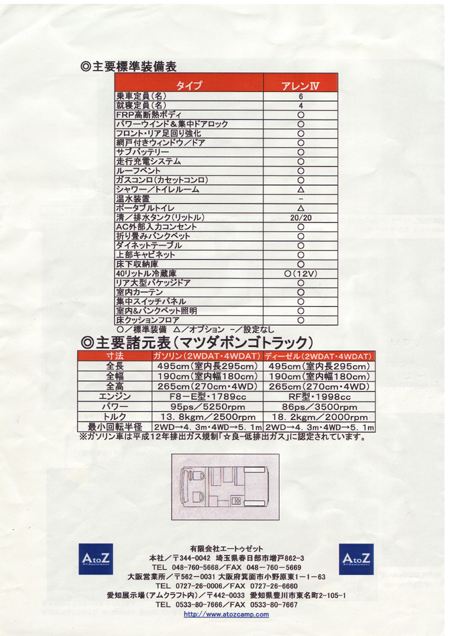 ◎主要標準装備表
タイプ アレンⅣ
乗車定員(名) 6
就寝定員(名) 4
FRP高断熱ボディ ○
パワーウインド＆集中ドアロック ○
フロント・リア足回り強化 ○
網戸付きウィンドウ／ドア ○
サブバッテリー ○
走行充電システム ○
ルーフベント ○
ガスコンロ(カセットコンロ) ○
シャワー／トイレルーム △
温水装置 -
ポータブルトイレ △
清／排水タンク(リットル) 20/20
AC外部入力コンセント ○
折り畳みバンクベット ○
ダイネットテーブル ○
上部キャビネット ○
床下収納庫 ○
40リットル冷蔵庫 ○(12V)
リア大型バケッジドア ○
室内カーテン ○
集中スイッチパネル ○
室内＆バンクベット照明 ○
床クッションフロア ○
○／標準装備 △／オプション -／設定なし
◎主要諸元表(マツダボンゴトラック)
寸法 ガソリン(2WDAT・4WDAT) ディーゼル(2WDAT・4WDAT)
全長 495cm(室内長295cm) 495cm(室内長295cm)
全幅 190cm(室内幅180cm) 190cm(室内幅180cm)
全高 265cm(270cm・4WD) 265cm(270cm・4WD)
エンジン F8-E型・1789cc RF型・1998cc
パワー 95ps/5250rpm 86ps/3500rpm
トルク 13.8kgm/2500rpm 18.2kgm/2000rpm
最小回転半径 2WD→4.3m・4WD→5.1m 2WD→4.3m・4WD→5.1m
※ガソリン車は平成12年排出ガス規制「☆良-低排出ガス」に認定されています。
有限会社エートゥゼット
AtoZ
AtoZ
本社／〒344-0042 埼玉県春日部市増戸862-3
TEL 048-760-5668/FAX 048-760-5669
大阪営業所／〒562-0031 大阪府箕面市小野原東1-1-63
TEL 0727-26-0006/FAX 0727-26-6660
愛知展示場(アムクラフト内)／〒442-0033 愛知県豊川市東名町2-105-1
TEL 0533-80-7666/FAX 0533-80-7667
http://www.atozcamp.com/